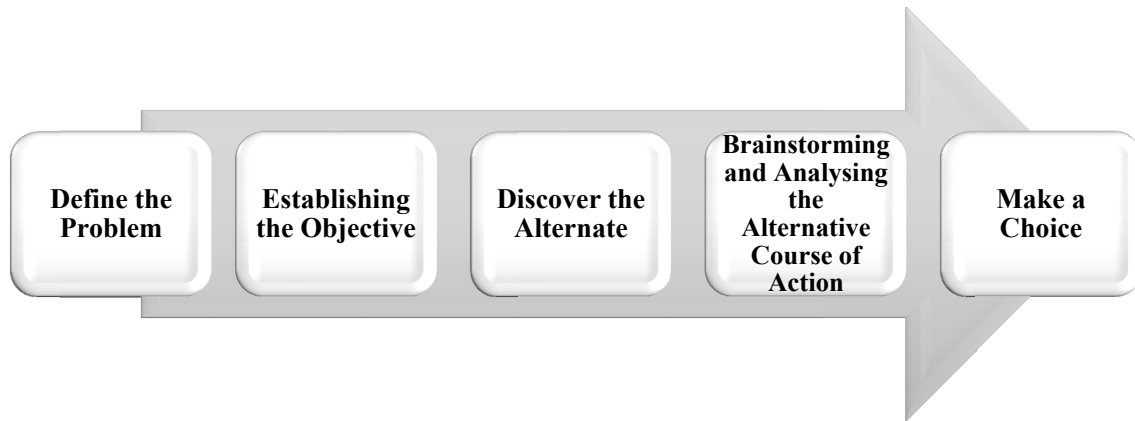 Define the
Problem
Establishing
the Objective
Discover the
Alternate
Brainstorming
and Analysing
the
Alternative
Course of
Action
Make a
Choice